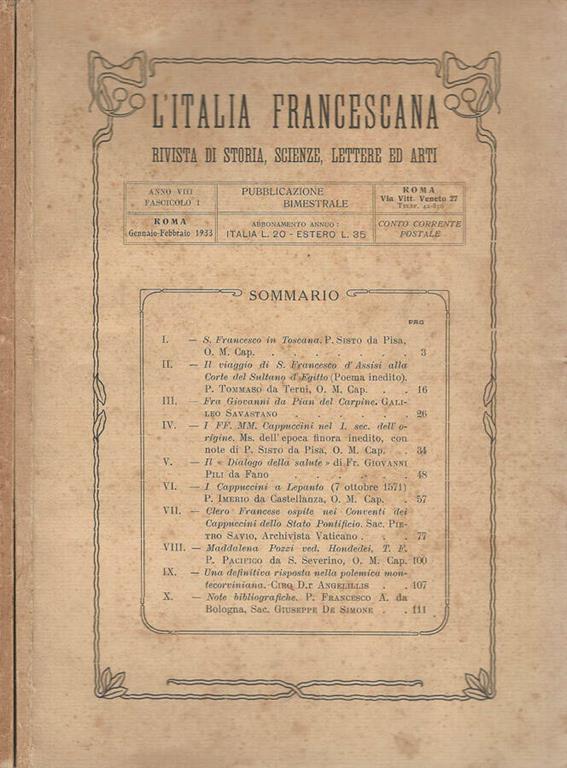 L'ITALIA FRANCESCANA
RIVISTA DI STORIA, SCIENZE, LETTERE ED ARTI
ANNO VIII
FASCICOLO I
PUBBLICAZIONE
BIMESTRALE
ROMA
Via Vitt. Veneto 27
TELEF. 42-850
ROMA
Gennaio-Febbraio 1933
ABBONAMENTO ANNUO:
ITALIA L. 20 - ESTERO L. 35
CONTO CORRENTE
POSTALE
SOMMARIO
PAG
I. — S. Francesco in Toscana. P. SISTO da Pisa,
O. M. Cap. . . . . . . . 3
II. — Il viaggio di S. Francesco d'Assisi alla
Corte del Sultano d'Egitto (Poema inedito).
P. TOMMASO da Terni, O. M. Cap. . . 16
III. — Fra Giovanni da Pian del Carpine. GALI-
LEO SAVASTANO . . . . . . 26
IV. — I FF. MM. Cappuccini nel I. sec. dell'o-
rigine. Ms. dell'epoca finora inedito, con
note di P. SISTO da Pisa, O. M. Cap. . . 34
V. — Il « Dialogo della salute » di Fr. GIOVANNI
PILI da Fano . . . . . . 48
VI. — I Cappuccini a Lepanto (7 ottobre 1571)
P. IMERIO da Castellanza, O. M. Cap. . 57
VII. — Clero Francese ospite nei Conventi dei
Cappuccini dello Stato Pontificio. Sac. PIE-
TRO SAVIO, Archivista Vaticano . . . 77
VIII. — Maddalena Pozzi ved. Hondedei, T. F.
P. PACIFICO da S. Severino, O. M. Cap. 100
IX. — Una definitiva risposta nella polemica mon-
tecorviniana. CIRO D.r ANGELILLIS . . 107
X. — Note bibliografiche. P. FRANCESCO A. da
Bologna, Sac. GIUSEPPE DE SIMONE . . 111